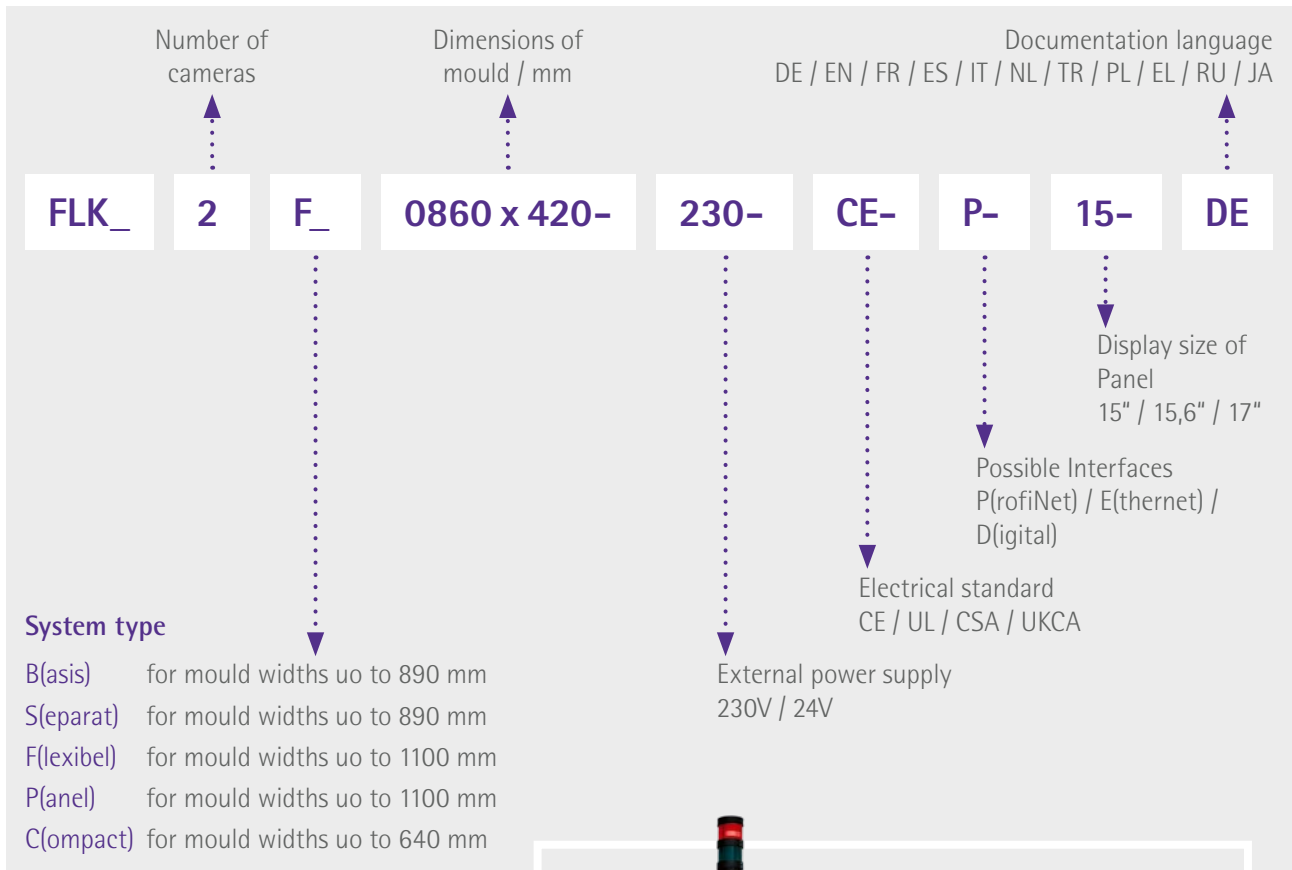 Number of
cameras
Dimensions of
mould / mm
Documentation language
DE / EN / FR / ES / IT / NL / TR / PL / EL / RU / JA
FLK_ 2 F_ 0860 x 420- 230- CE- P- 15- DE
Display size of
Panel
15“ / 15,6“ / 17“
Possible Interfaces
P(rofiNet) / E(thernet) /
D(igital)
Electrical standard
CE / UL / CSA / UKCA
External power supply
230V / 24V
System type
B(asis) for mould widths uo to 890 mm
S(eparat) for mould widths uo to 890 mm
F(lexibel) for mould widths uo to 1100 mm
P(anel) for mould widths uo to 1100 mm
C(ompact) for mould widths uo to 640 mm